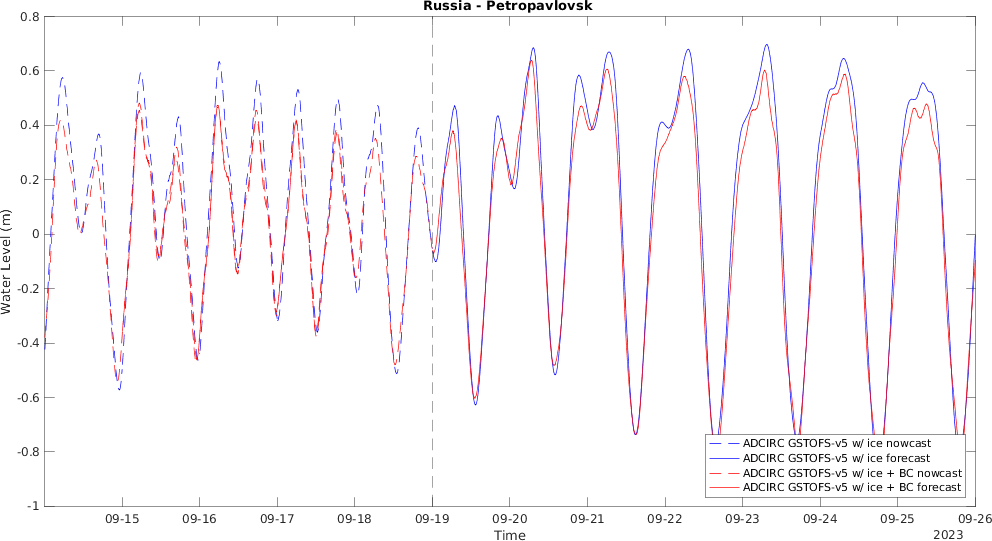 Russia - Petropavlovsk
0.8
0.6
0.4
0.2
0
-0.2
-0.4
-0.6
-0.8
-1
Water Level (m)
ADCIRC GSTOFS-v5 w/ ice nowcast
ADCIRC GSTOFS-v5 w/ ice forecast
ADCIRC GSTOFS-v5 w/ ice + BC nowcast
ADCIRC GSTOFS-v5 w/ ice + BC forecast
09-15 09-16 09-17 09-18 09-19 09-20 09-21 09-22 09-23 09-24 09-25 09-26
Time
2023